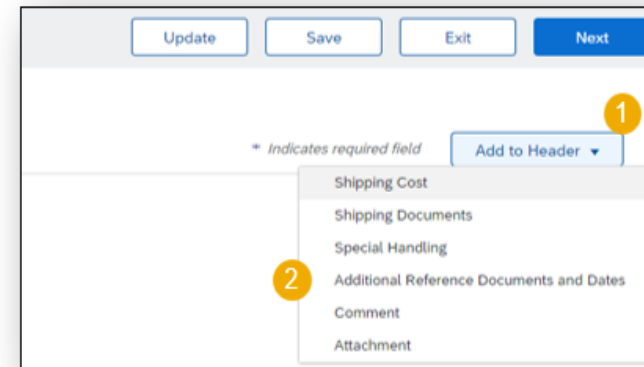 Update Save Exit Next
1
* Indicates required field Add to Header
Shipping Cost
Shipping Documents
Special Handling
2 Additional Reference Documents and Dates
Comment
Attachment